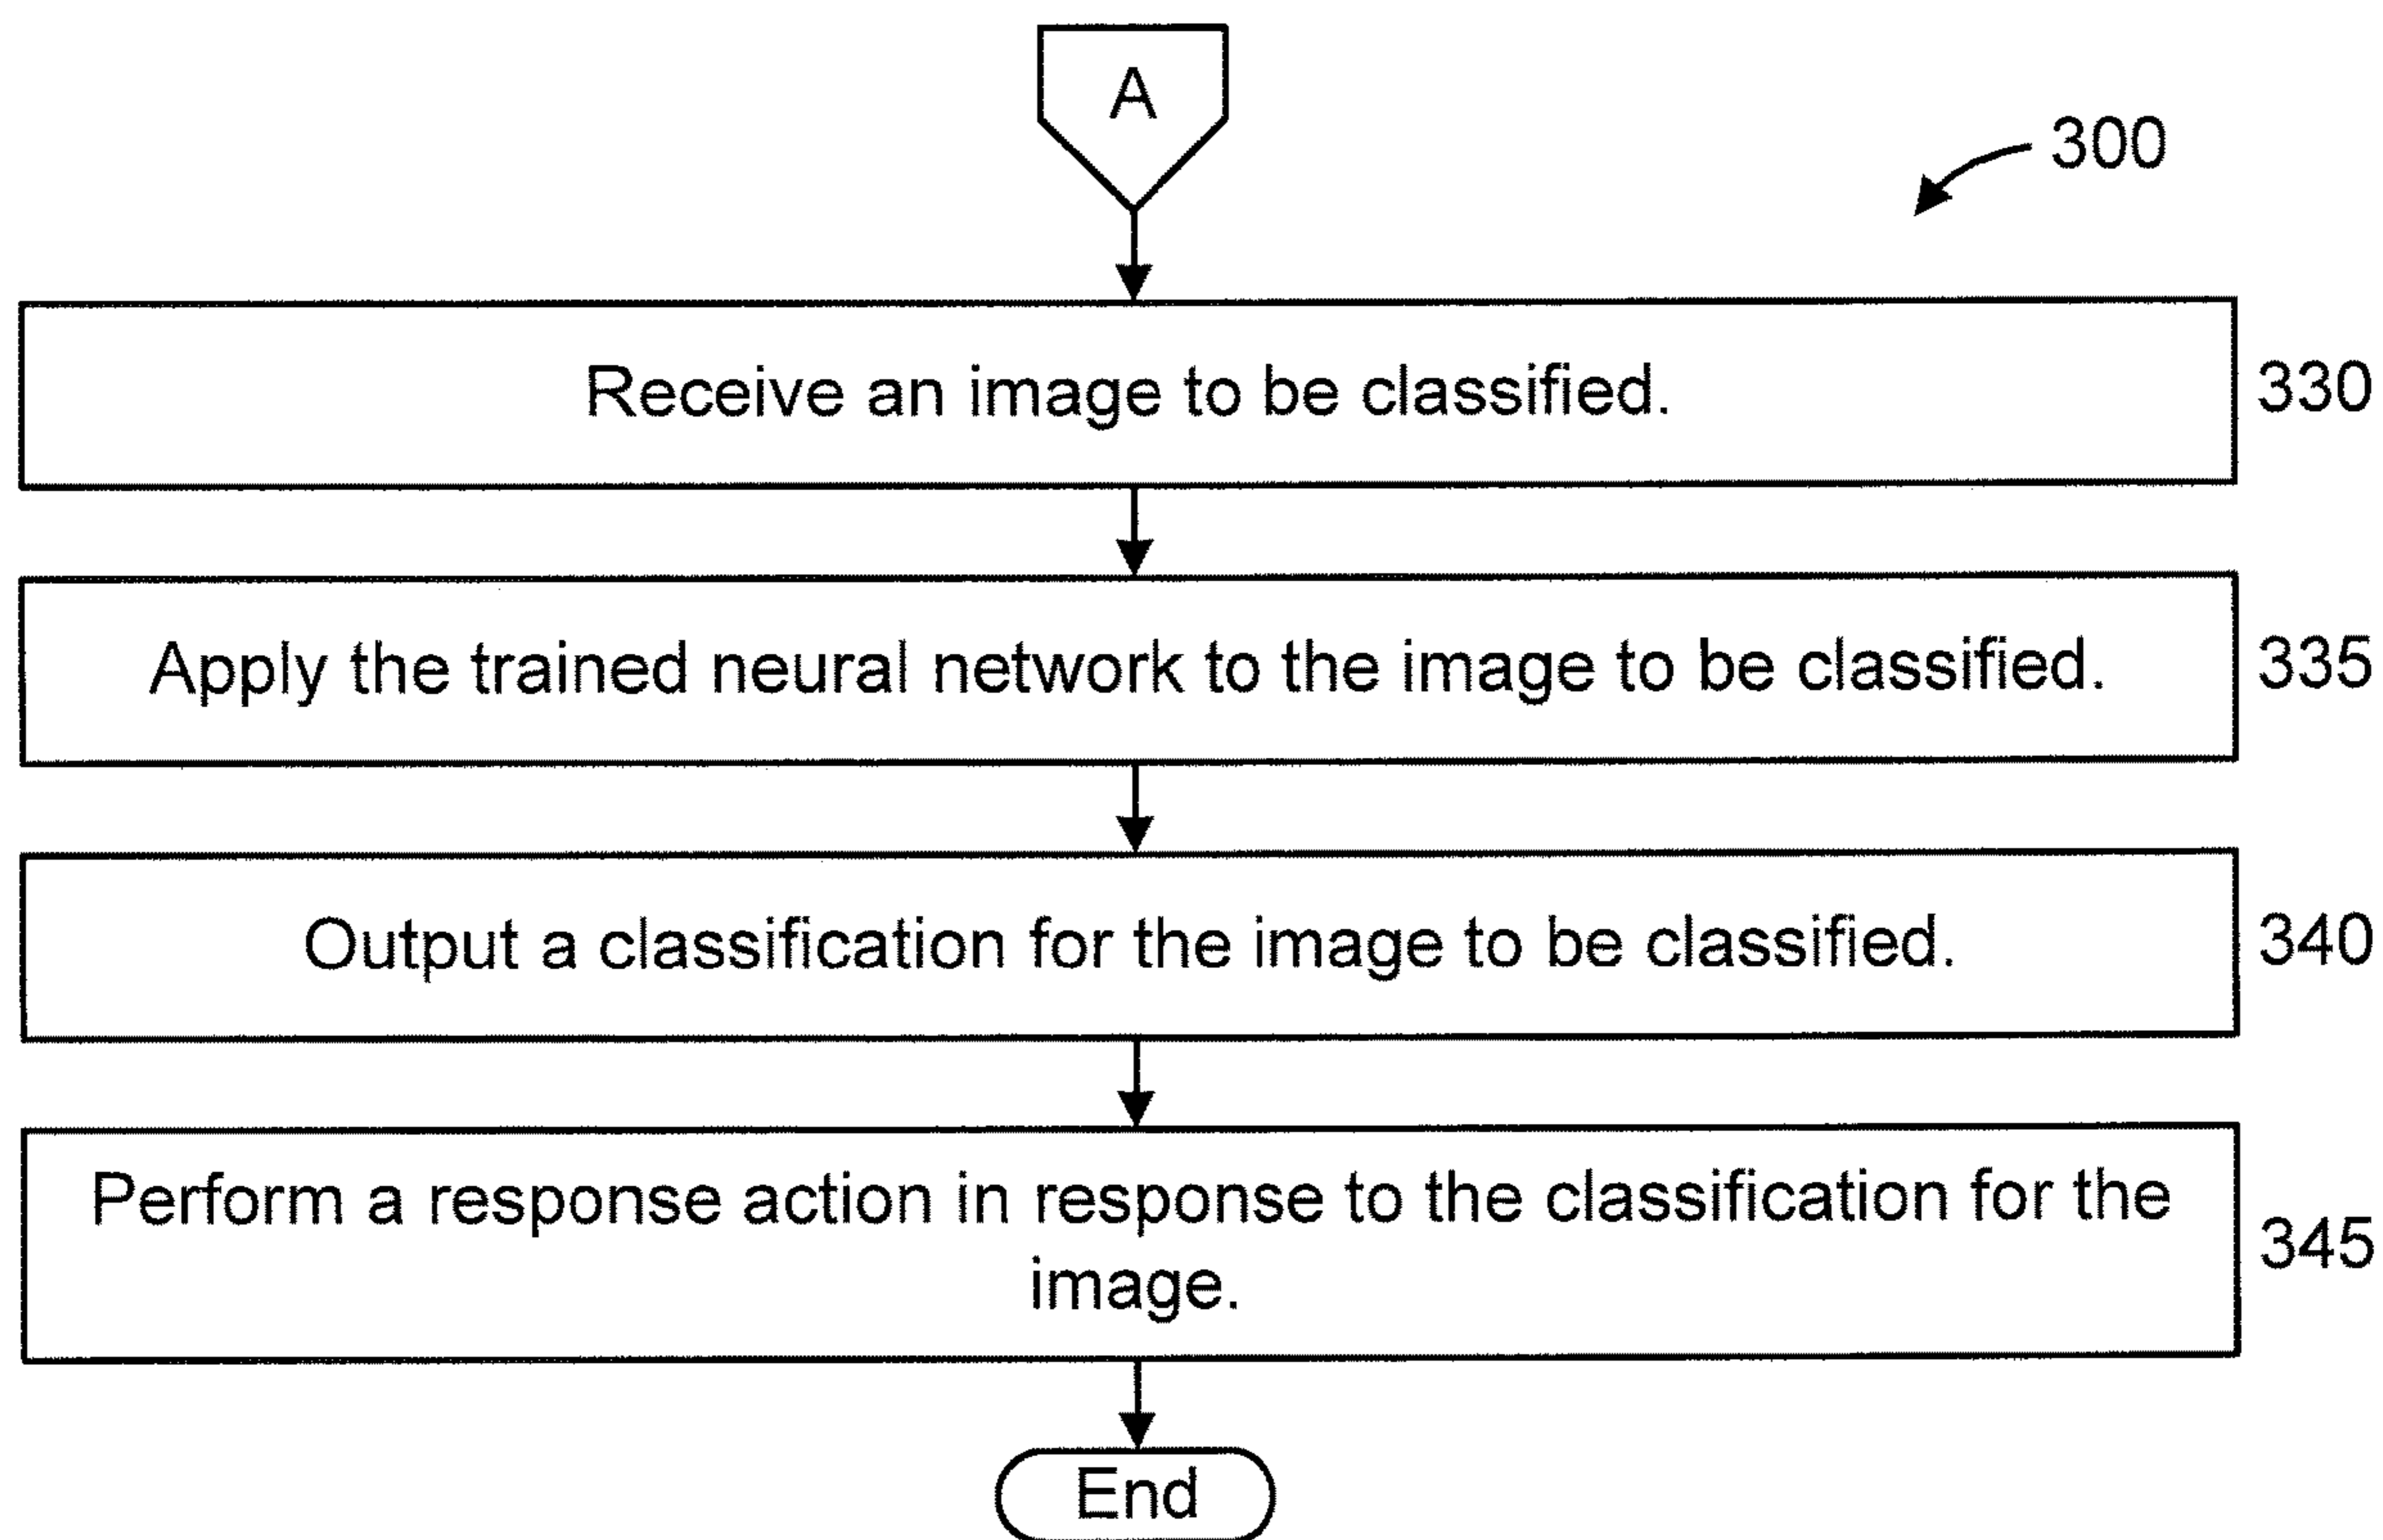 A
300
Receive an image to be classified.
330
Apply the trained neural network to the image to be classified.
335
Output a classification for the image to be classified.
340
Perform a response action in response to the classification for the
image.
345
End